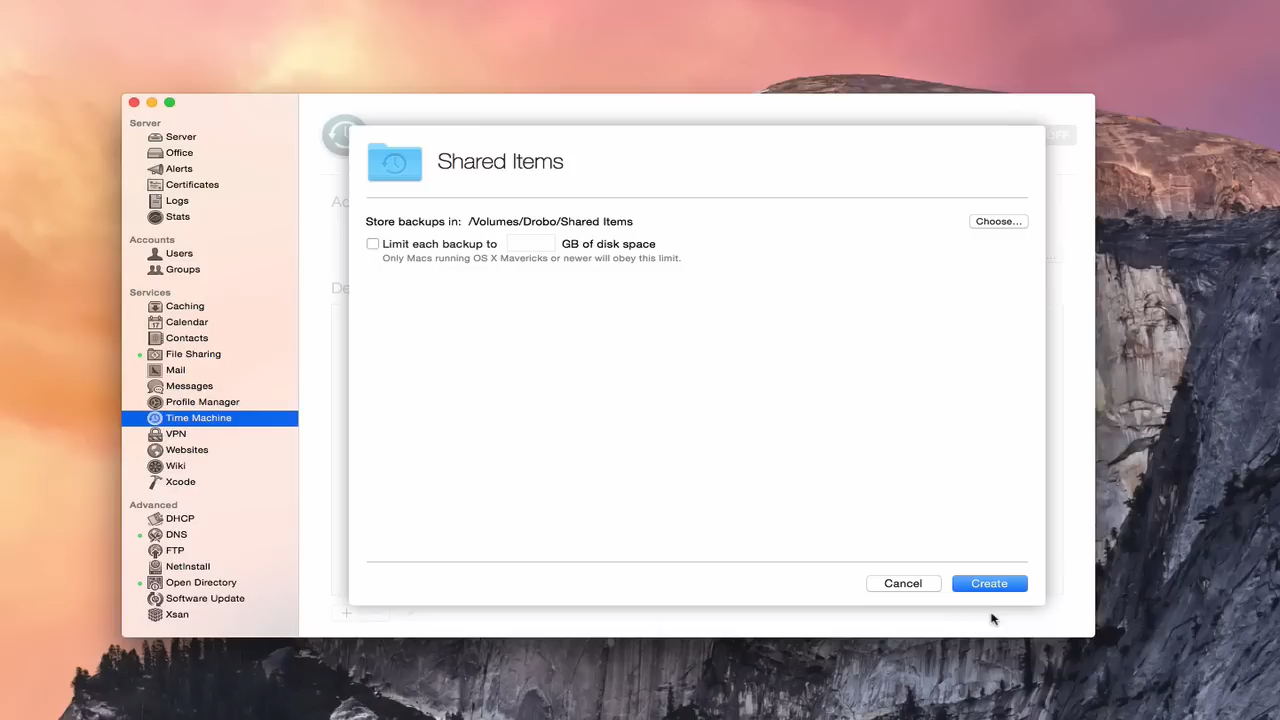 Server
Server
Office
Alerts
Certificates
Logs
Stats
Accounts
Users
Groups
Services
Caching
17 Calendar
Contacts
File Sharing
Mail
Messages
Profile Manager
Time Machine
VPN
Websites
Wiki
Xcode
Advanced
DHCP
DNS
FTP
NetInstall
Open Directory
Software Update
Xsan
OFF
Shared Items
Store backups in: /Volumes/Drobo/Shared Items
Choose...
Limit each backup to GB of disk space
Only Macs running OS X Mavericks or newer will obey this limit.
Cancel
Create